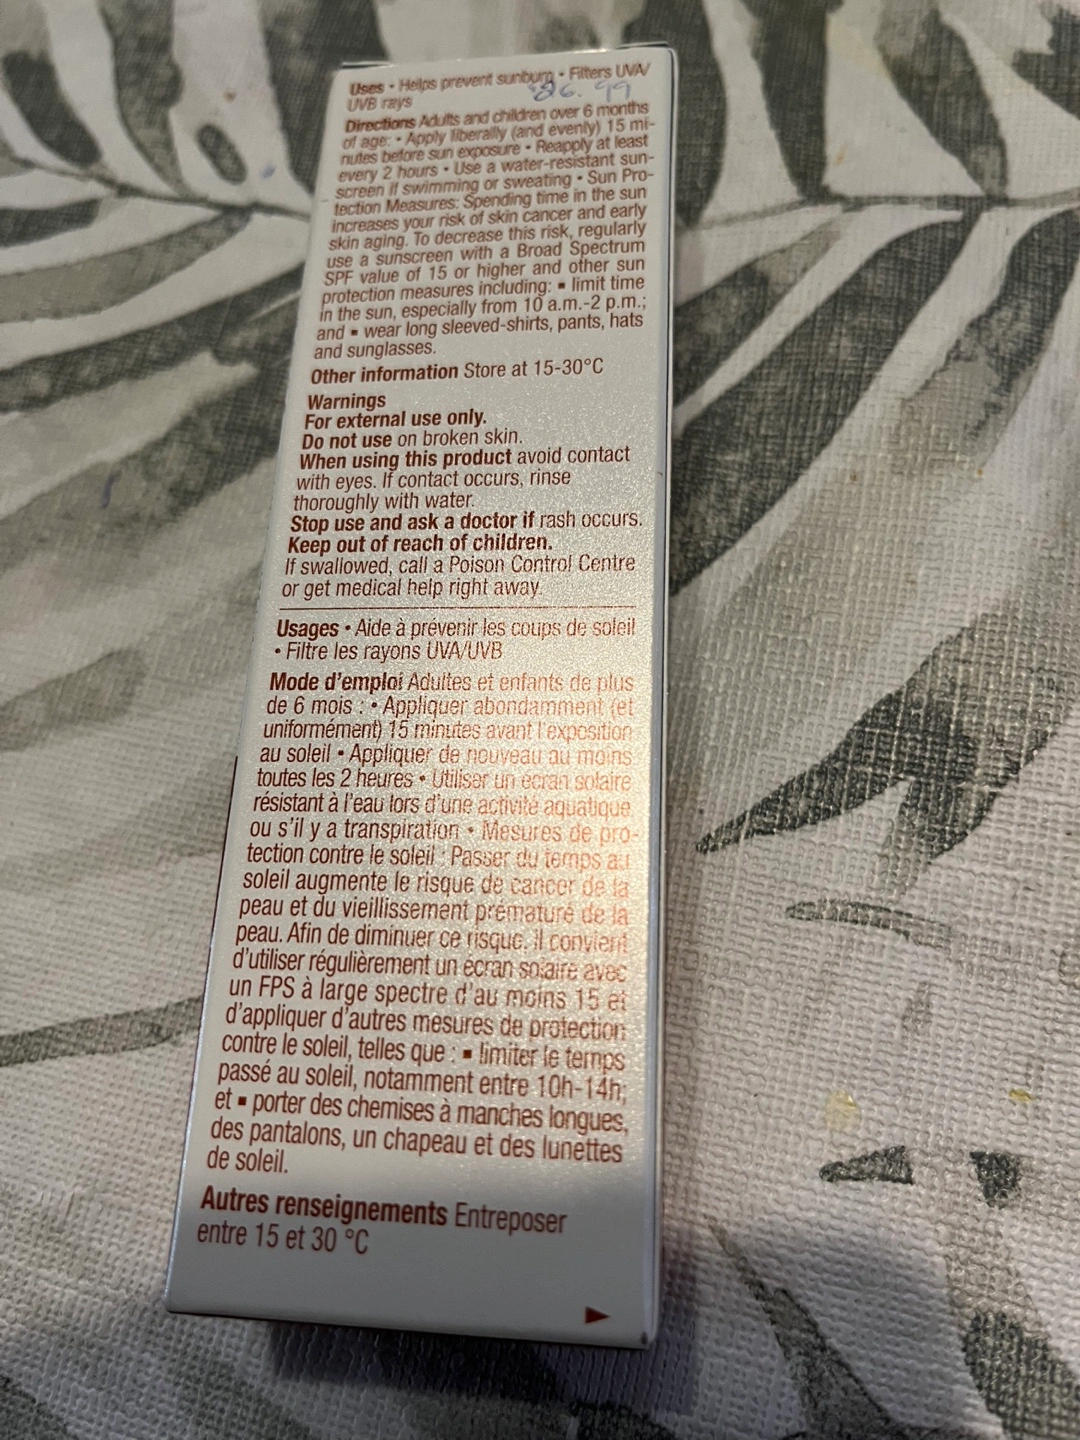 Uses • Helps prevent sunburn • Filters UVA/
UVB rays
$26.99
Directions Adults and children over 6 months
of age: • Apply liberally (and evenly) 15 mi-
nutes before sun exposure • Reapply at least
every 2 hours • Use a water-resistant sun-
screen if swimming or sweating • Sun Pro-
tection Measures: Spending time in the sun
increases your risk of skin cancer and early
skin aging. To decrease this risk, regularly
use a sunscreen with a Broad Spectrum
SPF value of 15 or higher and other sun
protection measures including: ▪ limit time
in the sun, especially from 10 a.m.-2 p.m.;
and ▪ wear long sleeved-shirts, pants, hats
and sunglasses.
Other information Store at 15-30°C
Warnings
For external use only.
Do not use on broken skin.
When using this product avoid contact
with eyes. If contact occurs, rinse
thoroughly with water.
Stop use and ask a doctor if rash occurs.
Keep out of reach of children.
If swallowed, call a Poison Control Centre
or get medical help right away.
Usages • Aide à prévenir les coups de soleil
• Filtre les rayons UVA/UVB
Mode d'emploi Adultes et enfants de plus
de 6 mois : • Appliquer abondamment (et
uniformément) 15 minutes avant l'exposition
au soleil • Appliquer de nouveau au moins
toutes les 2 heures • Utiliser un écran solaire
résistant à l'eau lors d'une activité aquatique
ou s'il y a transpiration • Mesures de pro-
tection contre le soleil : Passer du temps au
soleil augmente le risque de cancer de la
peau et du vieillissement prématuré de la
peau. Afin de diminuer ce risque, il convient
d'utiliser régulièrement un écran solaire avec
un FPS à large spectre d'au moins 15 et
d'appliquer d'autres mesures de protection
contre le soleil, telles que : ▪ limiter le temps
passé au soleil, notamment entre 10h-14h;
et ▪ porter des chemises à manches longues,
des pantalons, un chapeau et des lunettes
de soleil.
Autres renseignements Entreposer
entre 15 et 30 °C